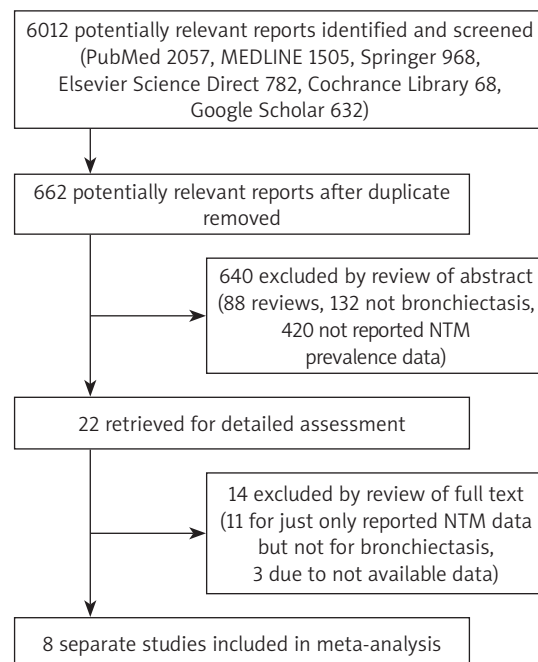 6012 potentially relevant reports identified and screened
(PubMed 2057, MEDLINE 1505, Springer 968,
Elsevier Science Direct 782, Cochrance Library 68,
Google Scholar 632)
662 potentially relevant reports after duplicate
removed
640 excluded by review of abstract
(88 reviews, 132 not bronchiectasis,
420 not reported NTM
prevalence data)
22 retrieved for detailed assessment
14 excluded by review of full text
(11 for just only reported NTM data
but not for bronchiectasis,
3 due to not available data)
8 separate studies included in meta-analysis